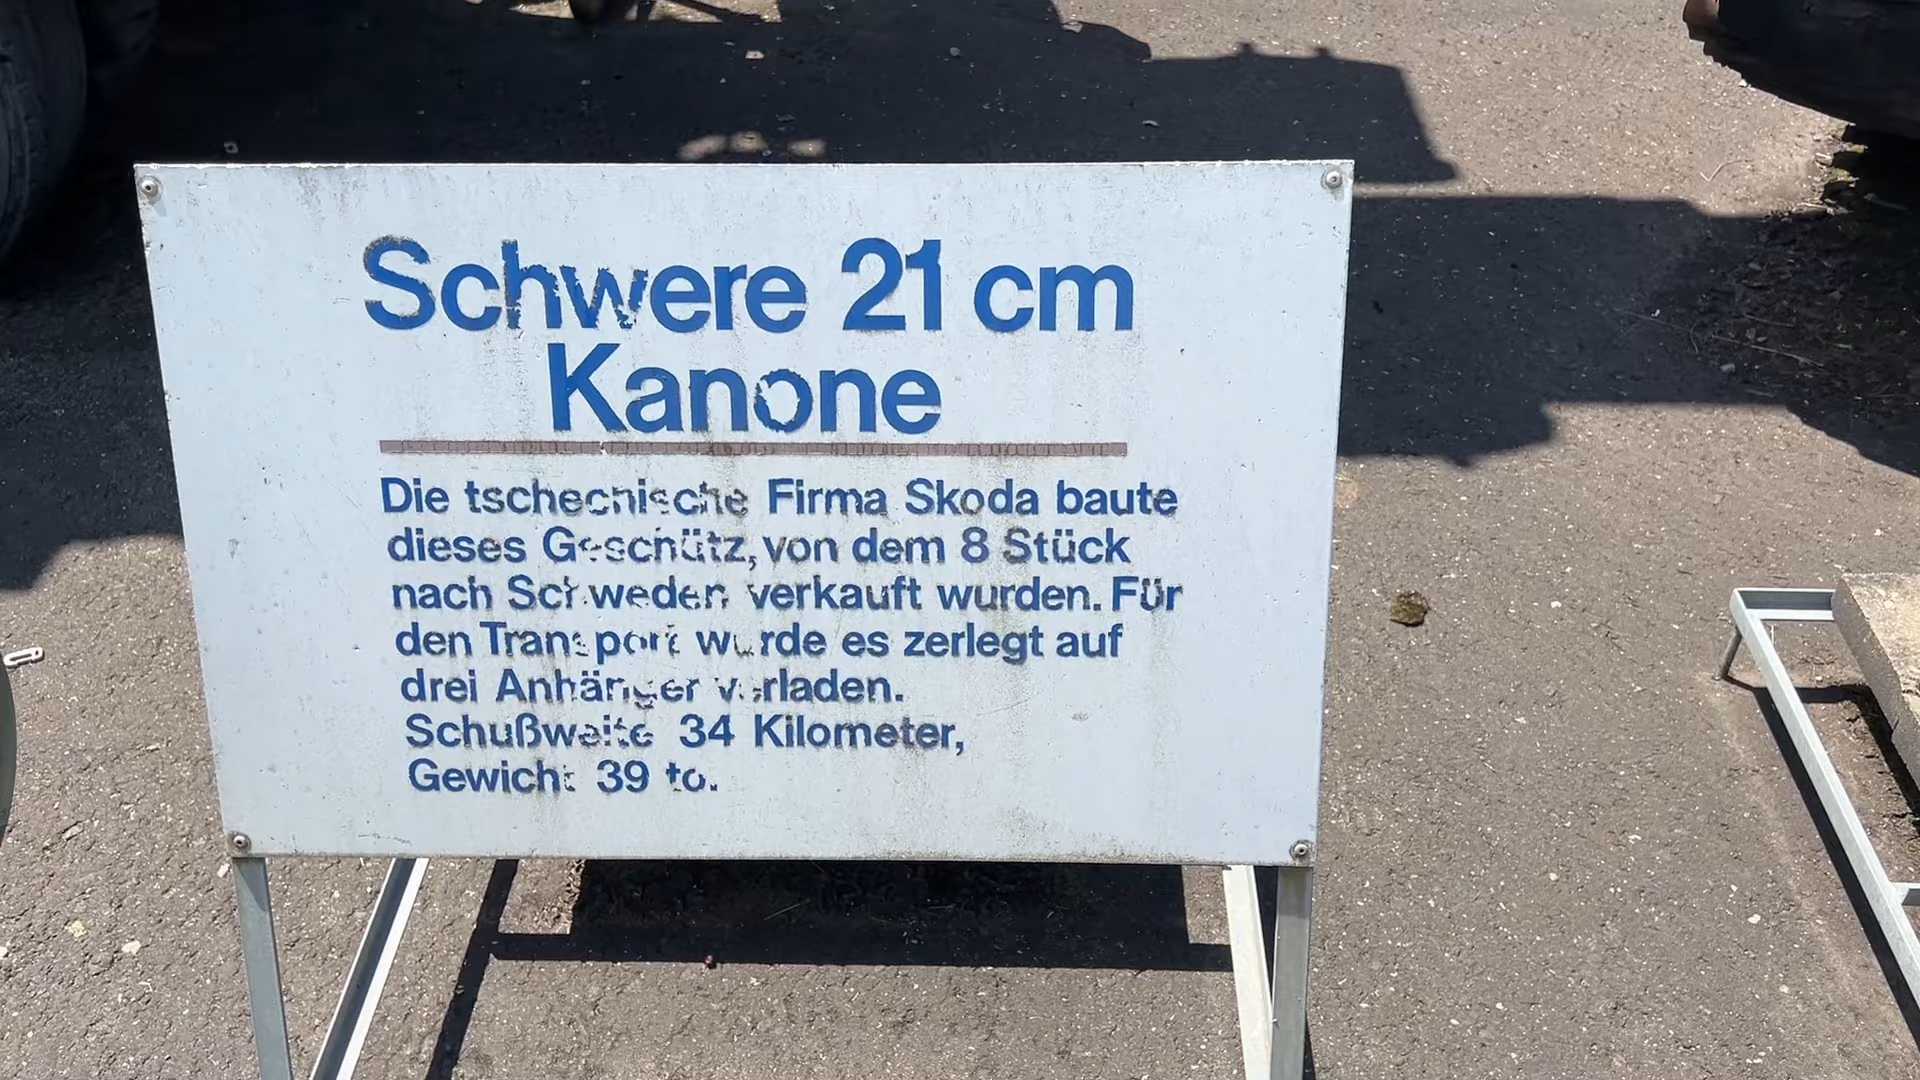 Schwere 21 cm
Kanone
Die tschechische Firma Skoda baute
dieses Geschütz, von dem 8 Stück
nach Schweden verkauft wurden. Für
den Transport wurde es zerlegt auf
drei Anhänger verladen.
Schußweite 34 Kilometer,
Gewicht 39 to.